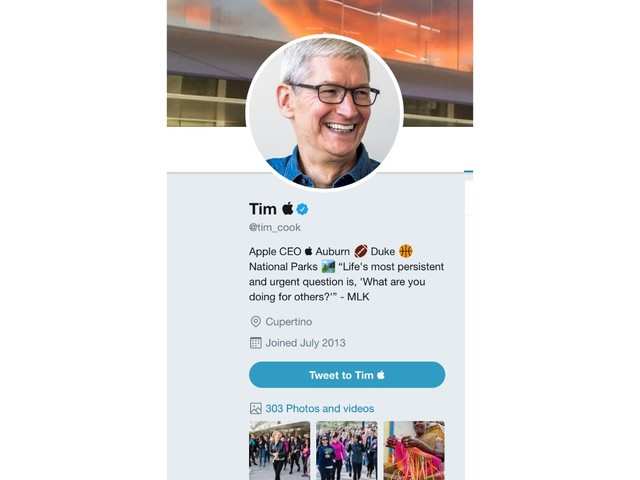 Tim 
@tim_cook
Apple CEO  Auburn 🏈 Duke 🏀
National Parks 🏞 “Life's most persistent
and urgent question is, 'What are you
doing for others?'” - MLK
Cupertino
Joined July 2013
Tweet to Tim 
303 Photos and videos